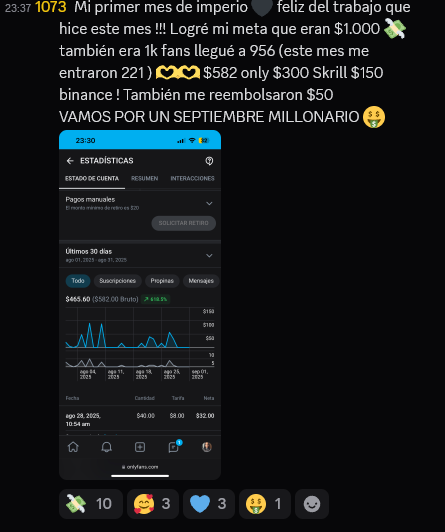 23:37 1073 Mi primer mes de imperio 🖤 feliz del trabajo que
hice este mes !!! Logré mi meta que eran $1.000 💸
también era 1k fans llegué a 956 (este mes me
entraron 221 ) 🫶🫶 $582 only $300 Skrill $150
binance ! También me reembolsaron $50
VAMOS POR UN SEPTIEMBRE MILLONARIO 🤑
23:30
← ESTADÍSTICAS
ESTADO DE CUENTA RESUMEN INTERACCIONES
Pagos manuales
El monto mínimo de retiro es $20
SOLICITAR RETIRO
Últimos 30 días
ago 01, 2025 - ago 31, 2025
Todo Suscripciones Propinas Mensajes
$465.60 ($582.00 Bruto) ↗ 618.5%
$150
$100
$50
10
5
ago 04, 2025 ago 11, 2025 ago 18, 2025 ago 25, 2025 sep 01, 2025
Fecha Cantidad Tarifa Neto
ago 28, 2025, $40.00 $8.00 $32.00
10:54 am
1
onlyfans.com
💸 10 🥰 3 🩵 3 🤑 1